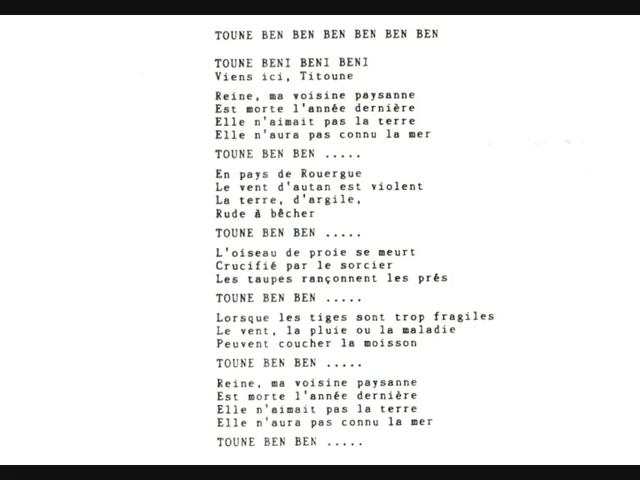 TOUNE BEN BEN BEN BEN BEN BEN
TOUNE BENI BENI BENI
Viens ici, Titoune
Reine, ma voisine paysanne
Est morte l'année dernière
Elle n'aimait pas la terre
Elle n'aura pas connu la mer
TOUNE BEN BEN .....
En pays de Rouergue
Le vent d'autan est violent
La terre, d'argile,
Rude à bêcher
TOUNE BEN BEN .....
L'oiseau de proie se meurt
Crucifié par le sorcier
Les taupes rançonnent les prés
TOUNE BEN BEN .....
Lorsque les tiges sont trop fragiles
Le vent, la pluie ou la maladie
Peuvent coucher la moisson
TOUNE BEN BEN .....
Reine, ma voisine paysanne
Est morte l'année dernière
Elle n'aimait pas la terre
Elle n'aura pas connu la mer
TOUNE BEN BEN .....